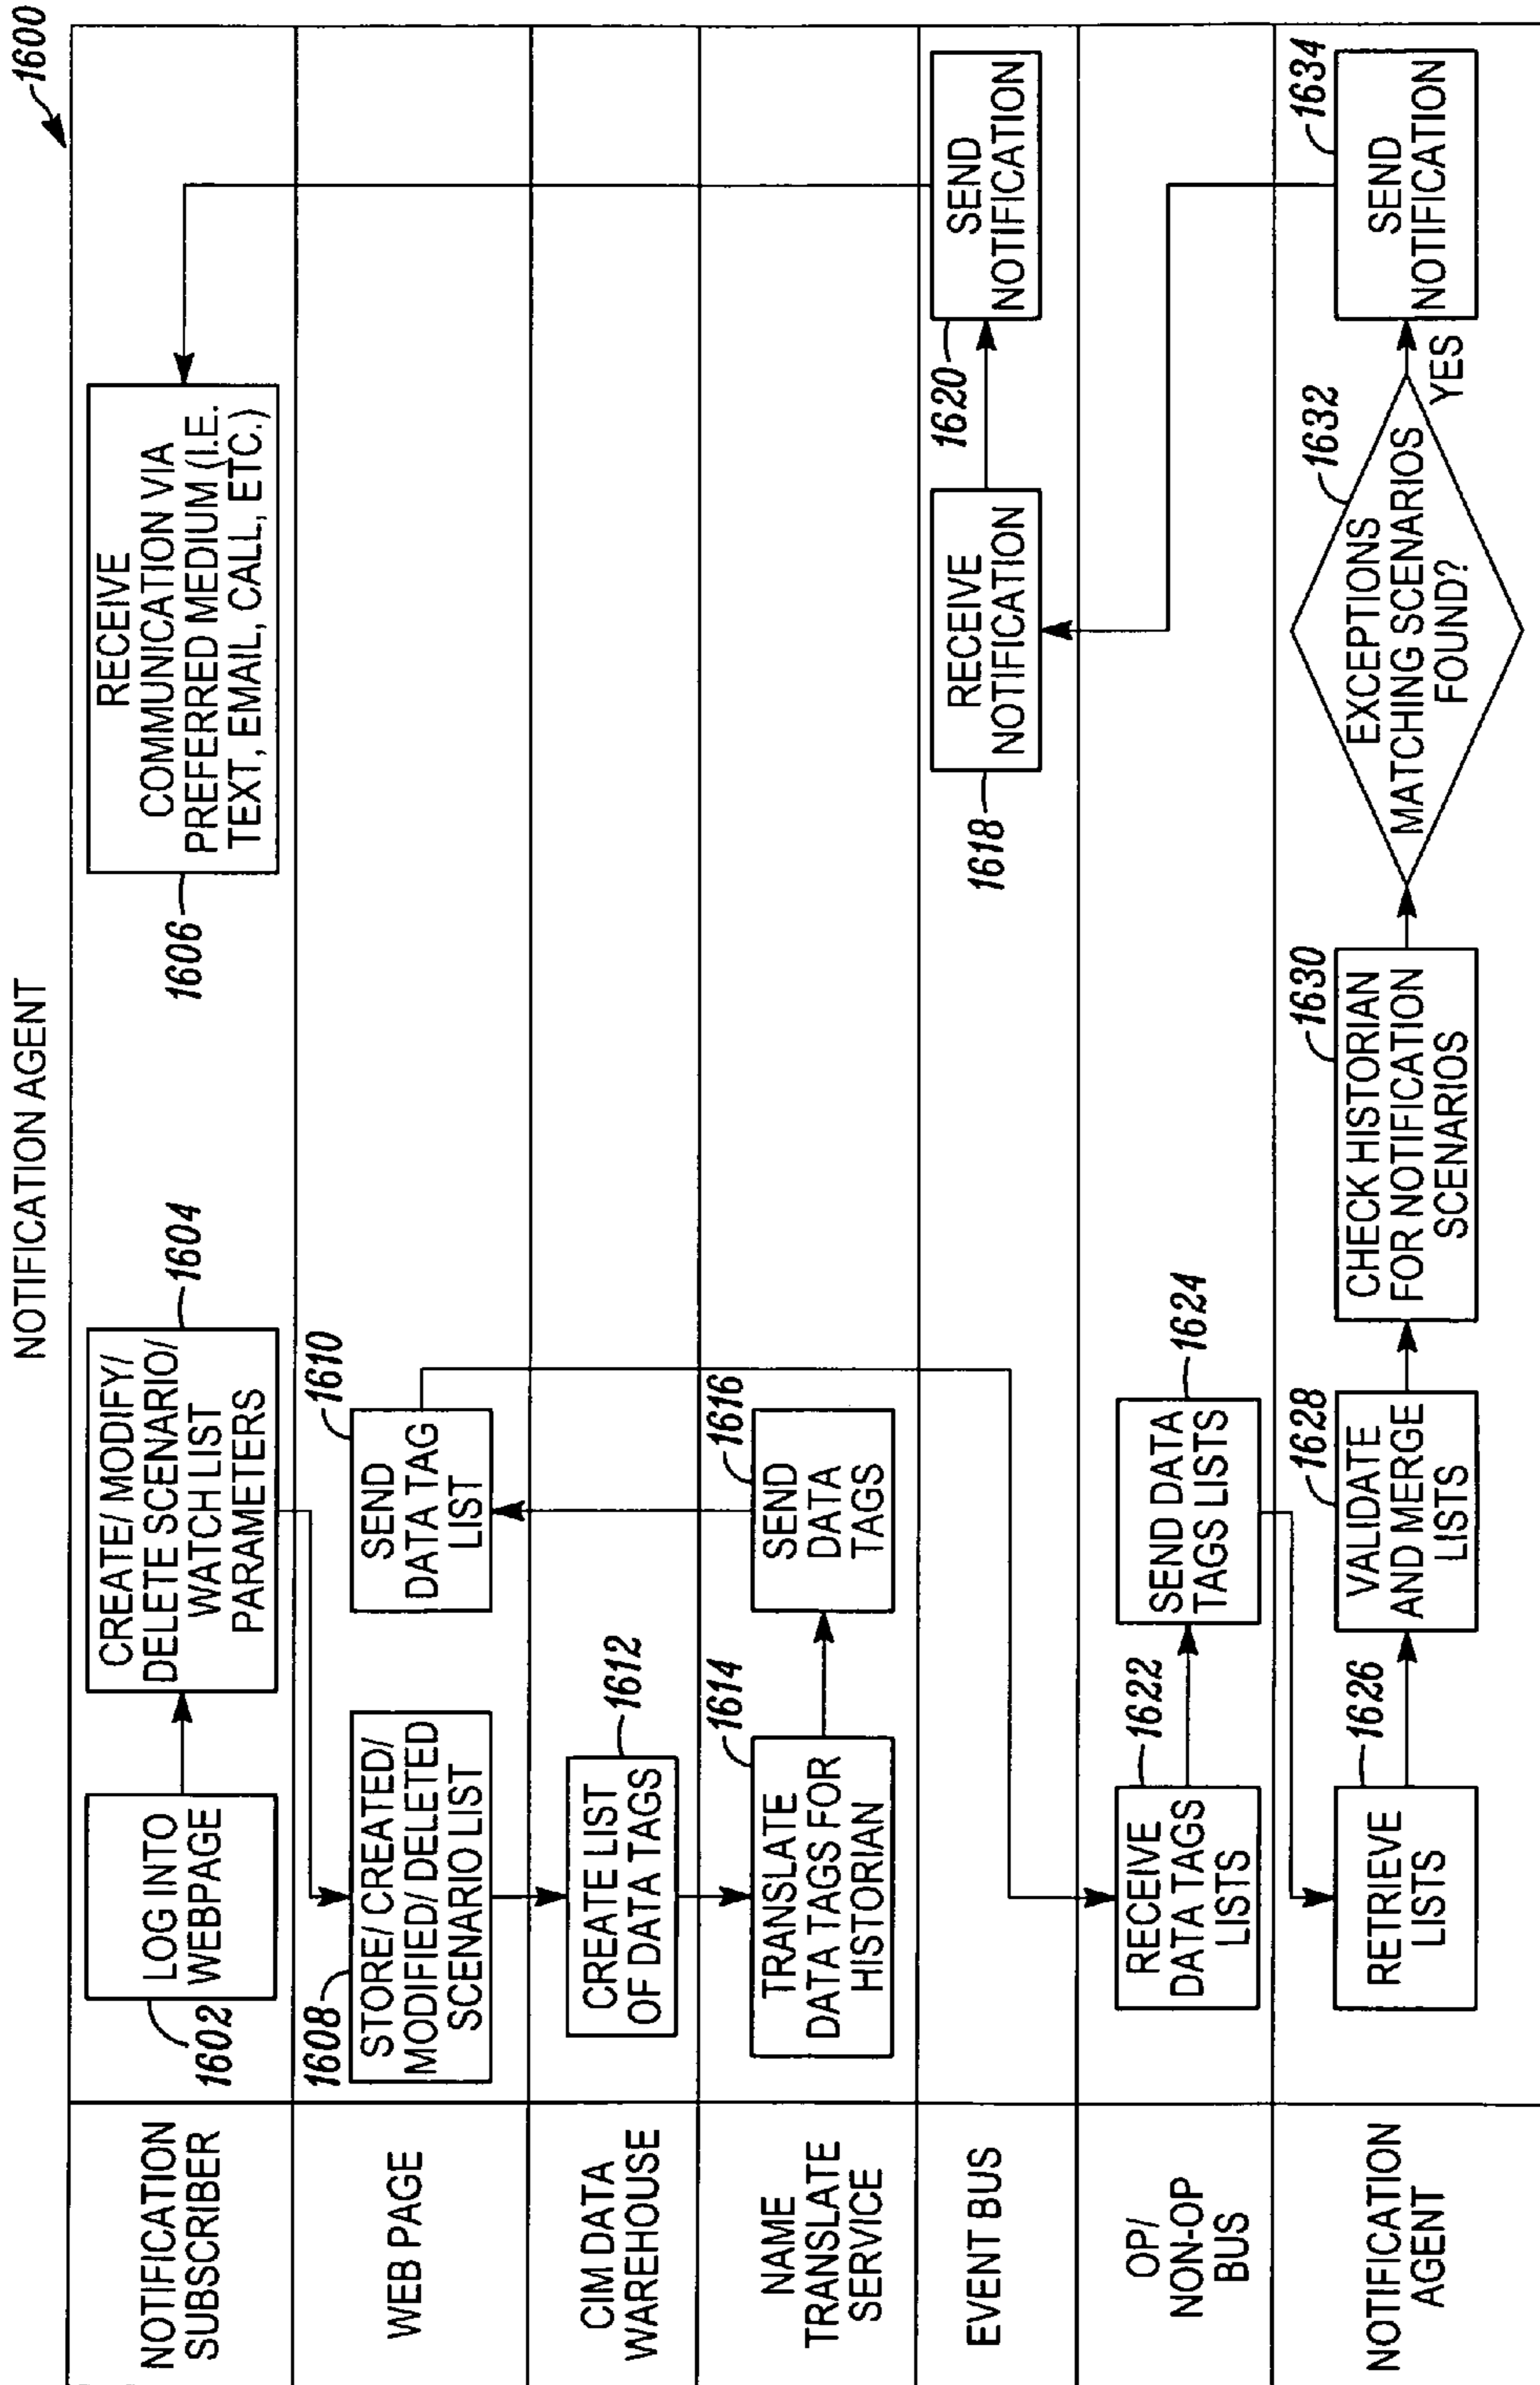 NOTIFICATION AGENT
1600
NOTIFICATION
SUBSCRIBER
LOG INTO
WEBPAGE
1602
CREATE/ MODIFY/
DELETE SCENARIO/
WATCH LIST
PARAMETERS
1604
RECEIVE
COMMUNICATION VIA
PREFERRED MEDIUM (I.E.
TEXT, EMAIL, CALL, ETC.)
1606
WEB PAGE
1608
STORE/ CREATED/
MODIFIED/ DELETED
SCENARIO LIST
SEND
DATA TAG
LIST
1610
CIM DATA
WAREHOUSE
CREATE LIST
OF DATA TAGS
1612
NAME
TRANSLATE
SERVICE
TRANSLATE
DATA TAGS FOR
HISTORIAN
1614
SEND
DATA
TAGS
1616
EVENT BUS
RECEIVE
NOTIFICATION
1618
SEND
NOTIFICATION
1620
OP/
NON-OP
BUS
RECEIVE
DATA TAGS
LISTS
1622
SEND DATA
TAGS LISTS
1624
NOTIFICATION
AGENT
RETRIEVE
LISTS
1626
VALIDATE
AND MERGE
LISTS
1628
CHECK HISTORIAN
FOR NOTIFICATION
SCENARIOS
1630
EXCEPTIONS
MATCHING SCENARIOS
FOUND?
1632
YES
SEND
NOTIFICATION
1634